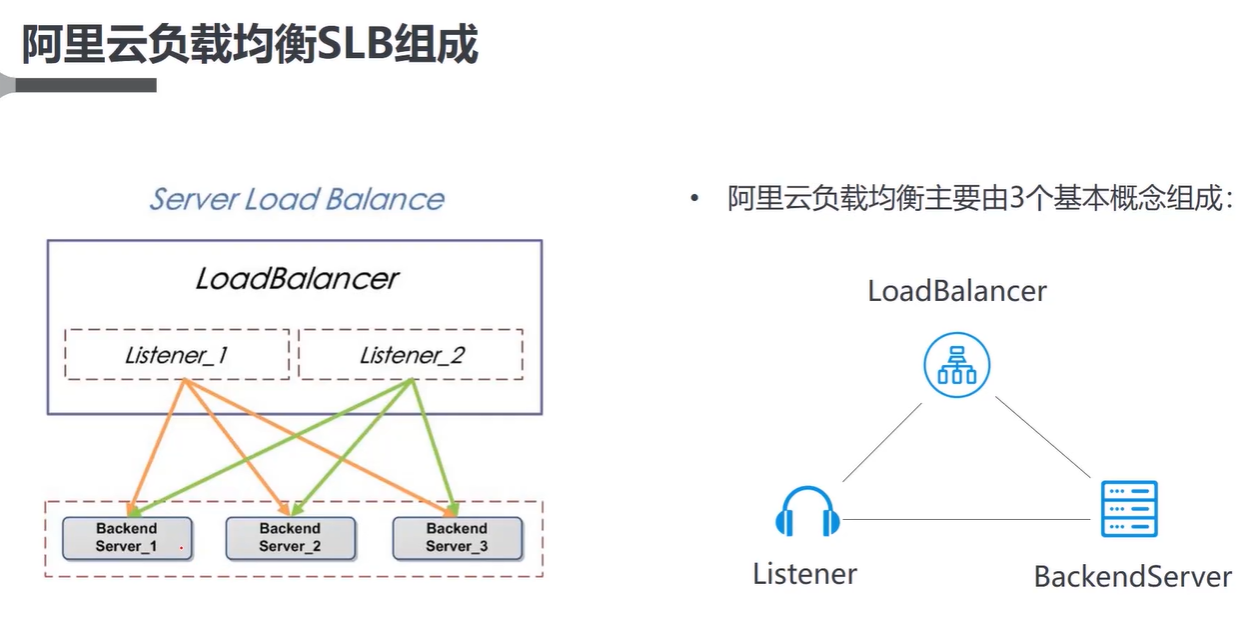 阿里云负载均衡SLB组成
Server Load Balance
LoadBalancer
Listener_1
Listener_2
Backend
Server_1
Backend
Server_2
Backend
Server_3
• 阿里云负载均衡主要由3个基本概念组成：
LoadBalancer
Listener
BackendServer